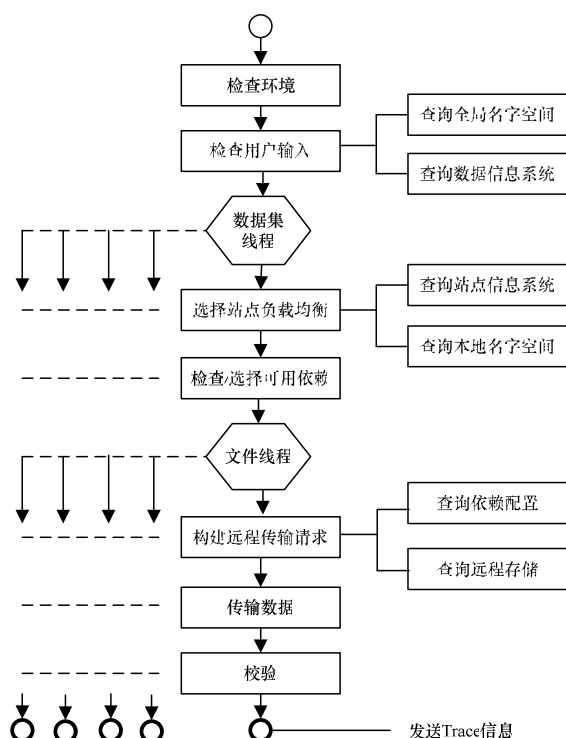 检查环境
查询全局名字空间
检查用户输入
查询数据信息系统
数据集
线程
查询站点信息系统
选择站点负载均衡
查询本地名字空间
检查/选择可用依赖
文件线程
查询依赖配置
构建远程传输请求
查询远程存储
传输数据
校验
发送Trace信息